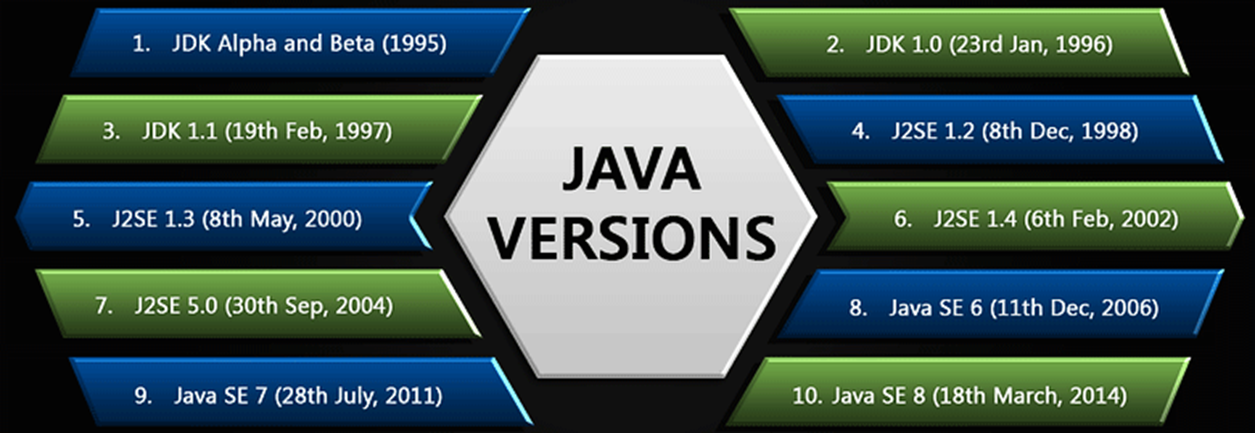 1. JDK Alpha and Beta (1995)
2. JDK 1.0 (23rd Jan, 1996)
3. JDK 1.1 (19th Feb, 1997)
4. J2SE 1.2 (8th Dec, 1998)
5. J2SE 1.3 (8th May, 2000)
6. J2SE 1.4 (6th Feb, 2002)
7. J2SE 5.0 (30th Sep, 2004)
8. Java SE 6 (11th Dec, 2006)
9. Java SE 7 (28th July, 2011)
10. Java SE 8 (18th March, 2014)
JAVA
VERSIONS